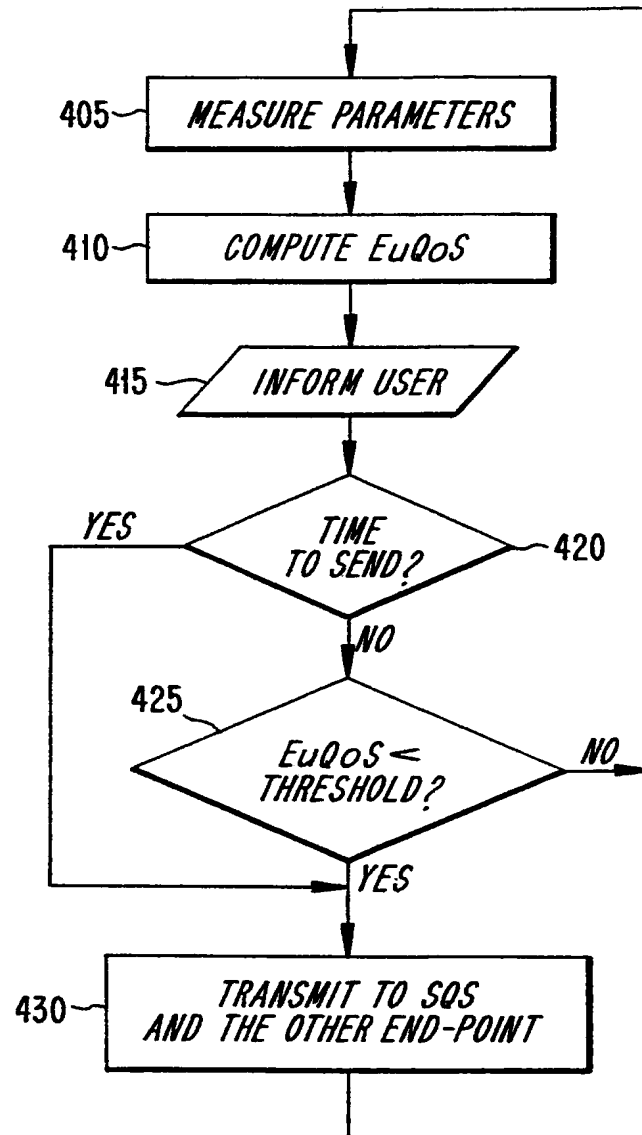 405
MEASURE PARAMETERS
410
COMPUTE EuQoS
415
INFORM USER
YES
TIME
TO SEND?
420
NO
425
EuQoS <
THRESHOLD?
NO
YES
430
TRANSMIT TO SQS
AND THE OTHER END-POINT